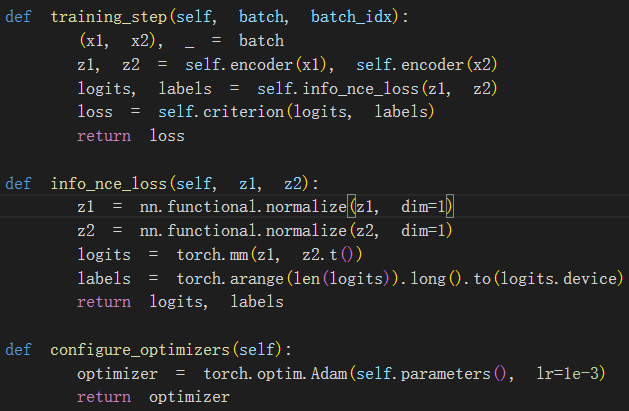 def training_step(self, batch, batch_idx):
(x1, x2), _ = batch
z1, z2 = self.encoder(x1), self.encoder(x2)
logits, labels = self.info_nce_loss(z1, z2)
loss = self.criterion(logits, labels)
return loss
def info_nce_loss(self, z1, z2):
z1 = nn.functional.normalize(z1, dim=1)
z2 = nn.functional.normalize(z2, dim=1)
logits = torch.mm(z1, z2.t())
labels = torch.arange(len(logits)).long().to(logits.device)
return logits, labels
def configure_optimizers(self):
optimizer = torch.optim.Adam(self.parameters(), lr=1e-3)
return optimizer